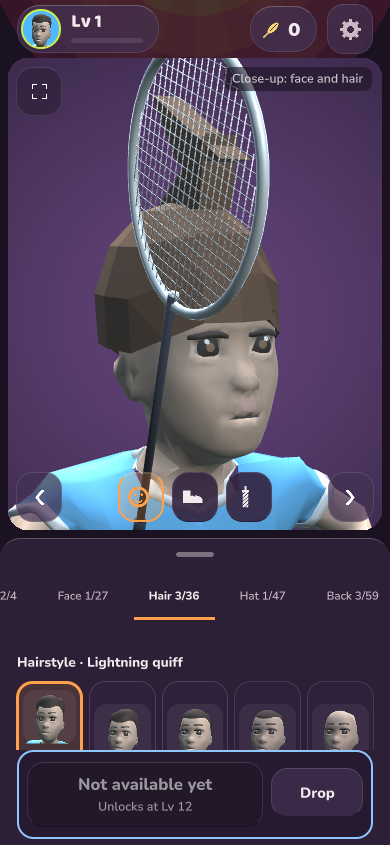 Lv 1
0
Close-up: face and hair
2/4
Face 1/27
Hair 3/36
Hat 1/47
Back 3/59
Hairstyle · Lightning quiff
Not available yet
Unlocks at Lv 12
Drop